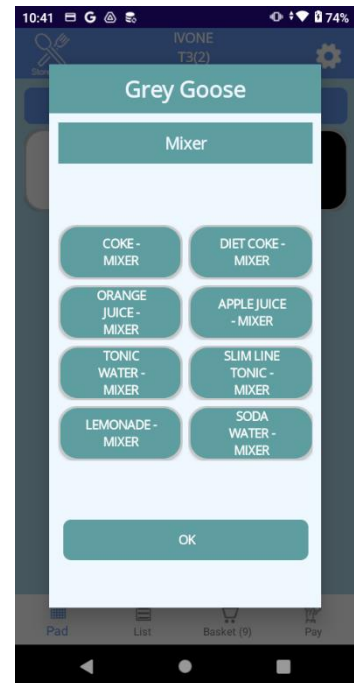 10:41 G 74%
IVONE
T3(2)
Grey Goose
Mixer
COKE -
MIXER
DIET COKE -
MIXER
ORANGE
JUICE -
MIXER
APPLE JUICE
- MIXER
TONIC
WATER -
MIXER
SLIM LINE
TONIC -
MIXER
LEMONADE -
MIXER
SODA
WATER -
MIXER
OK
Pad List Basket (9) Pay